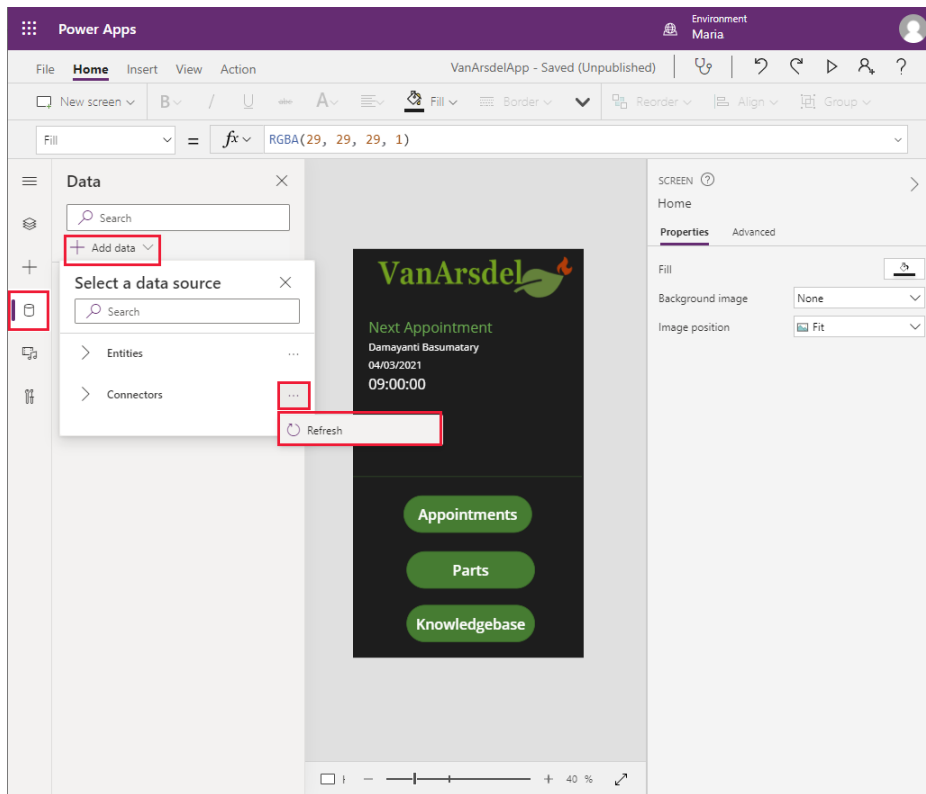 Power Apps
Environment
Maria
File Home Insert View Action
VanArsdelApp - Saved (Unpublished)
?
New screen B / U abc A Fill Border Reorder Align Group
Fill = fx RGBA(29, 29, 29, 1)
Data
Search
Add data
Select a data source
Search
Entities ...
Connectors ...
Refresh
VanArsdel
Next Appointment
Damayanti Basumatary
04/03/2021
09:00:00
Appointments
Parts
Knowledgebase
40 %
SCREEN ?
Home
Properties Advanced
Fill
Background image None
Image position Fit